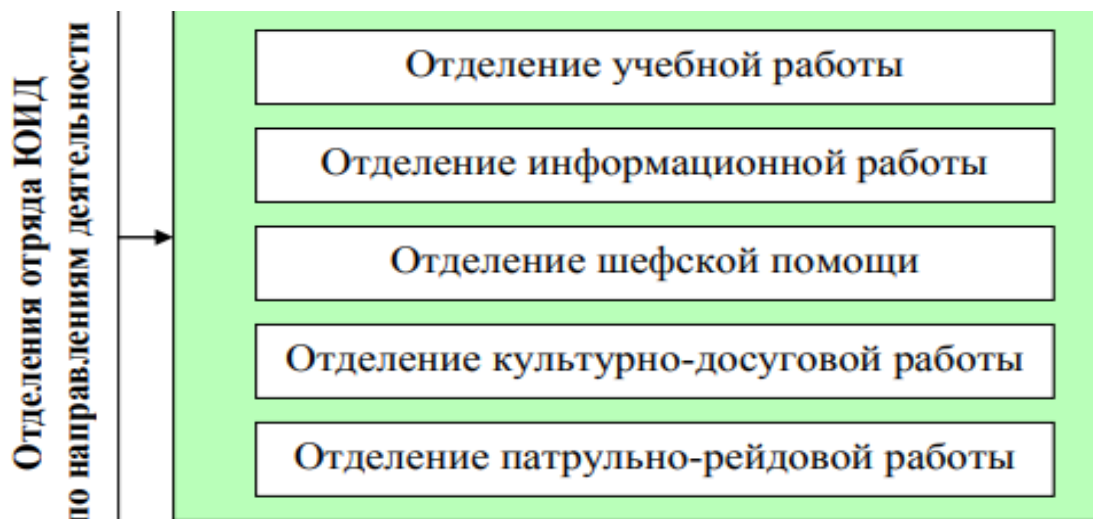 Отделения отряда ЮИД
по направлениям деятельности
Отделение учебной работы
Отделение информационной работы
Отделение шефской помощи
Отделение культурно-досуговой работы
Отделение патрульно-рейдовой работы